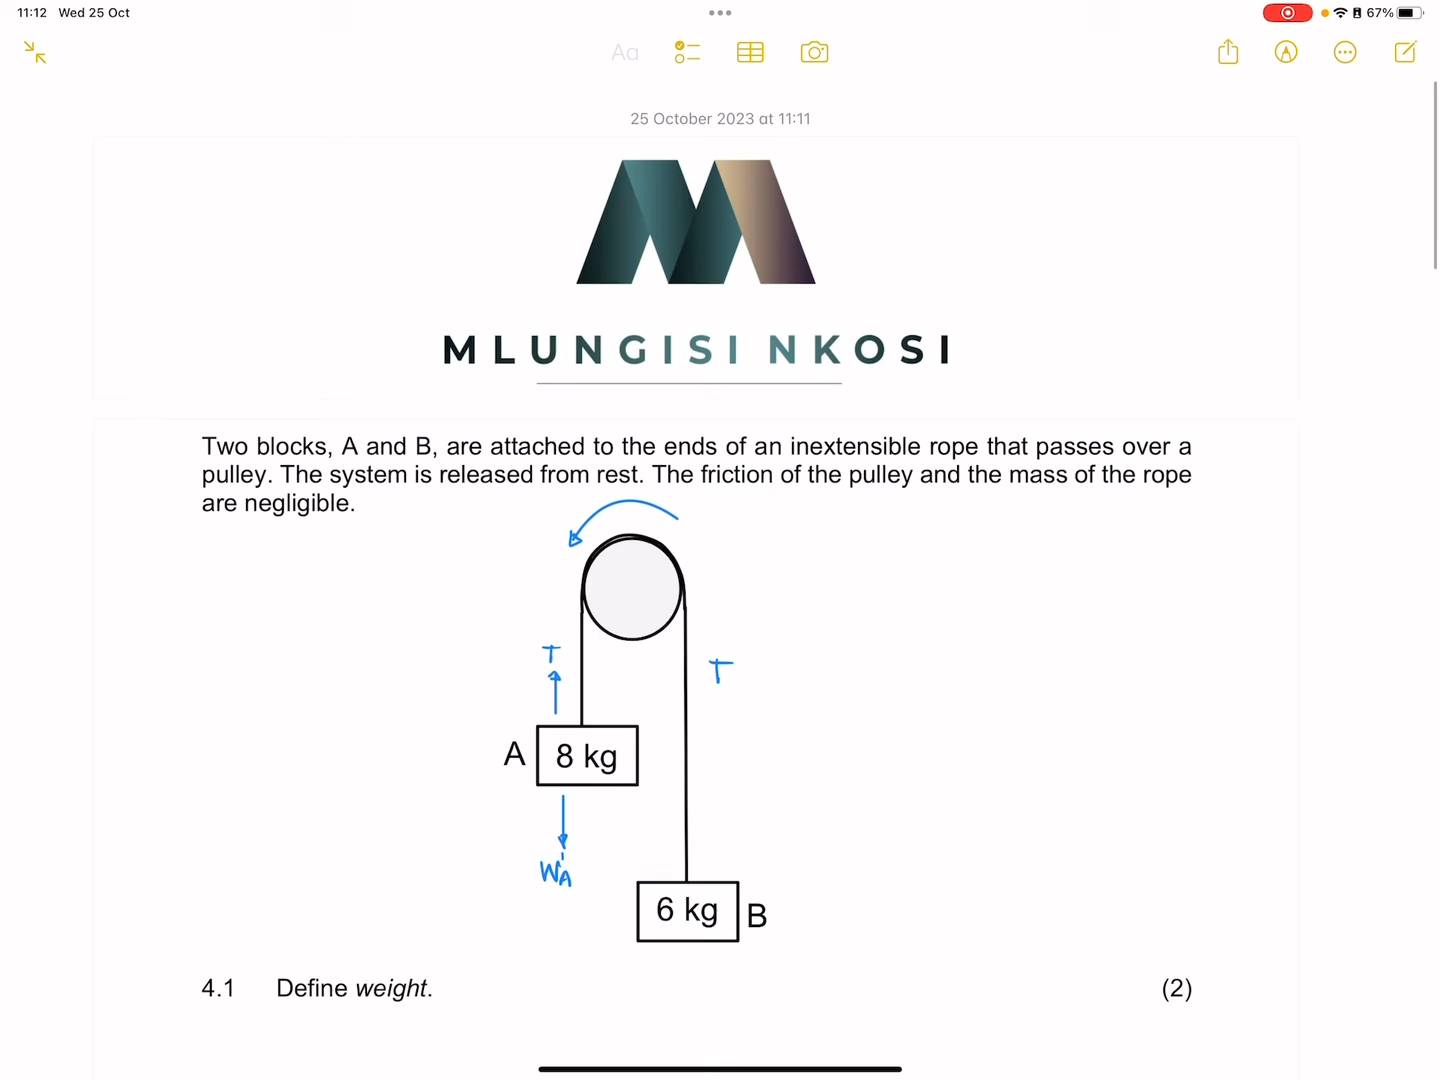 11:12 Wed 25 Oct
67%
Aa
25 October 2023 at 11:11
MLUNGISI NKOSI
Two blocks, A and B, are attached to the ends of an inextensible rope that passes over a
pulley. The system is released from rest. The friction of the pulley and the mass of the rope
are negligible.
T
T
A 8 kg
WA
6 kg B
4.1 Define weight. (2)